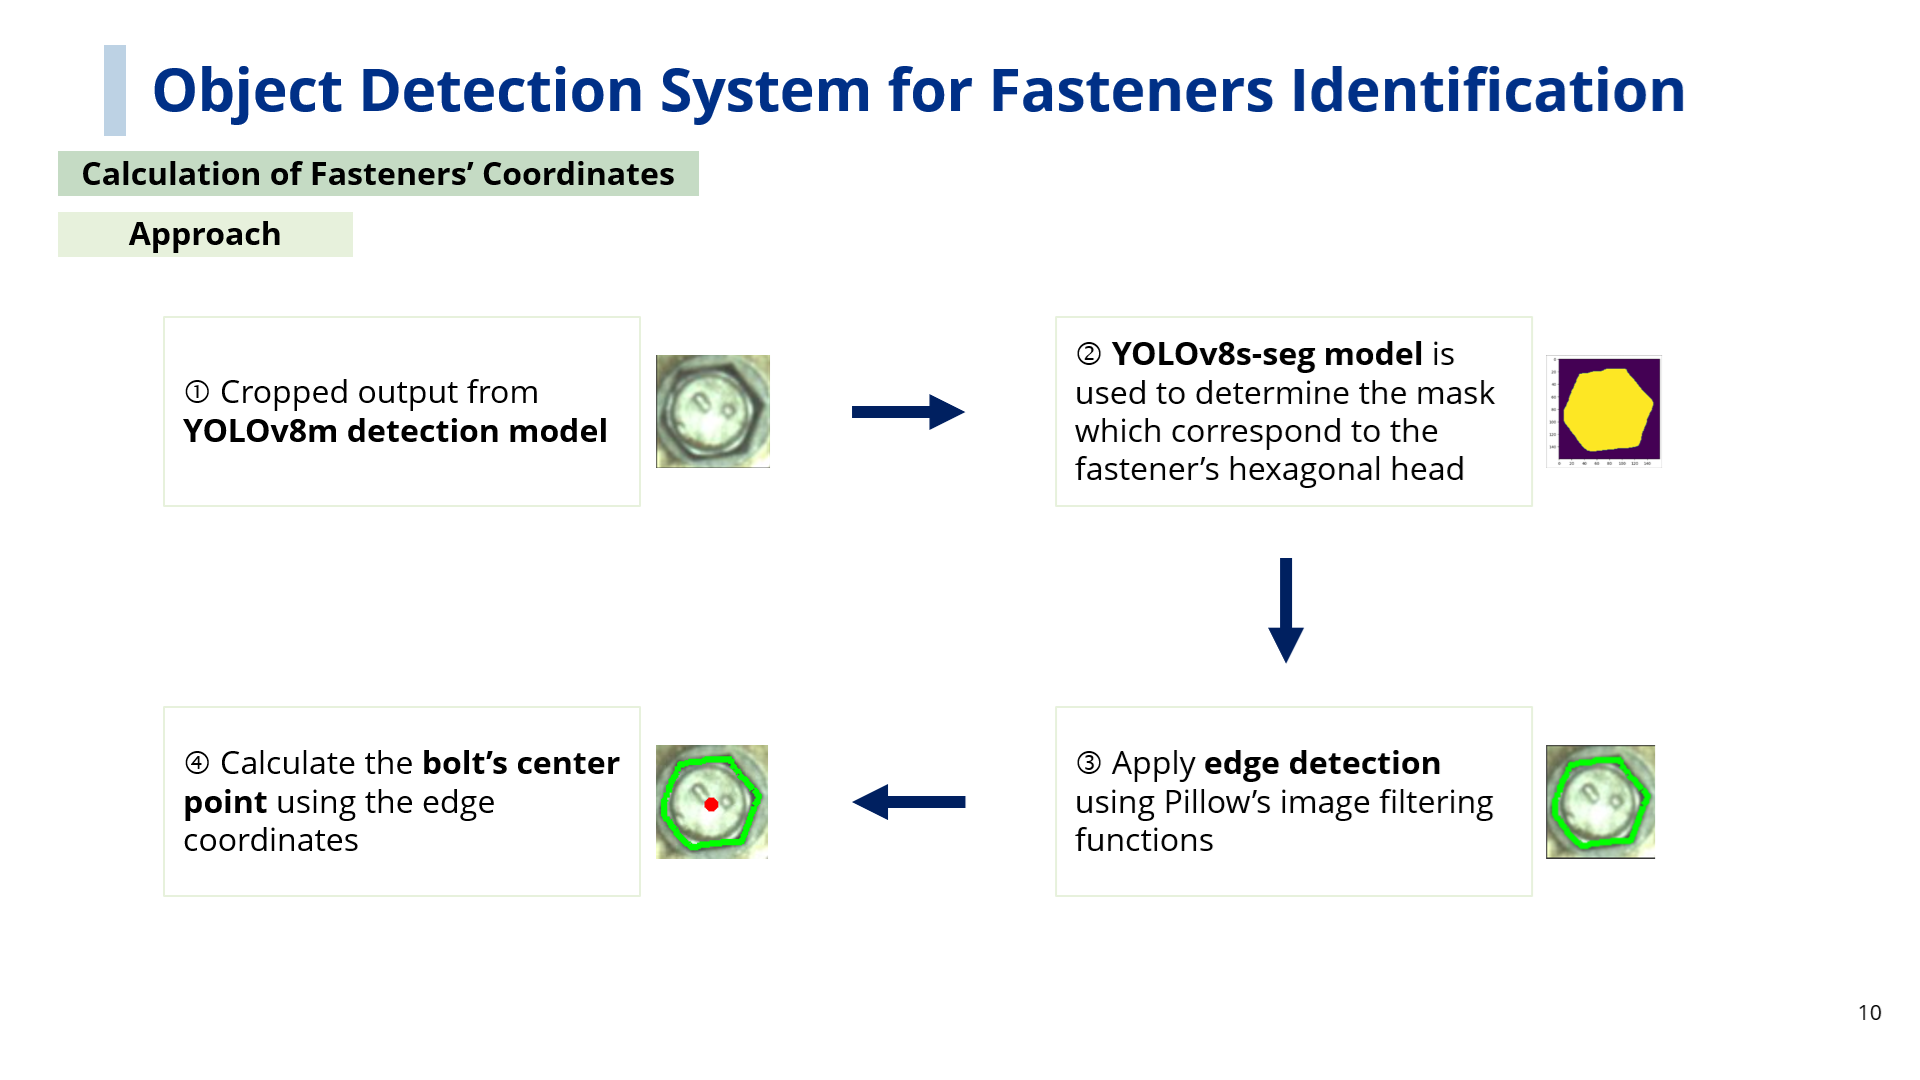 Object Detection System for Fasteners Identification
Calculation of Fasteners’ Coordinates
Approach
① Cropped output from
YOLOv8m detection model
② YOLOv8s-seg model is
used to determine the mask
which correspond to the
fastener’s hexagonal head
③ Apply edge detection
using Pillow’s image filtering
functions
④ Calculate the bolt’s center
point using the edge
coordinates
10